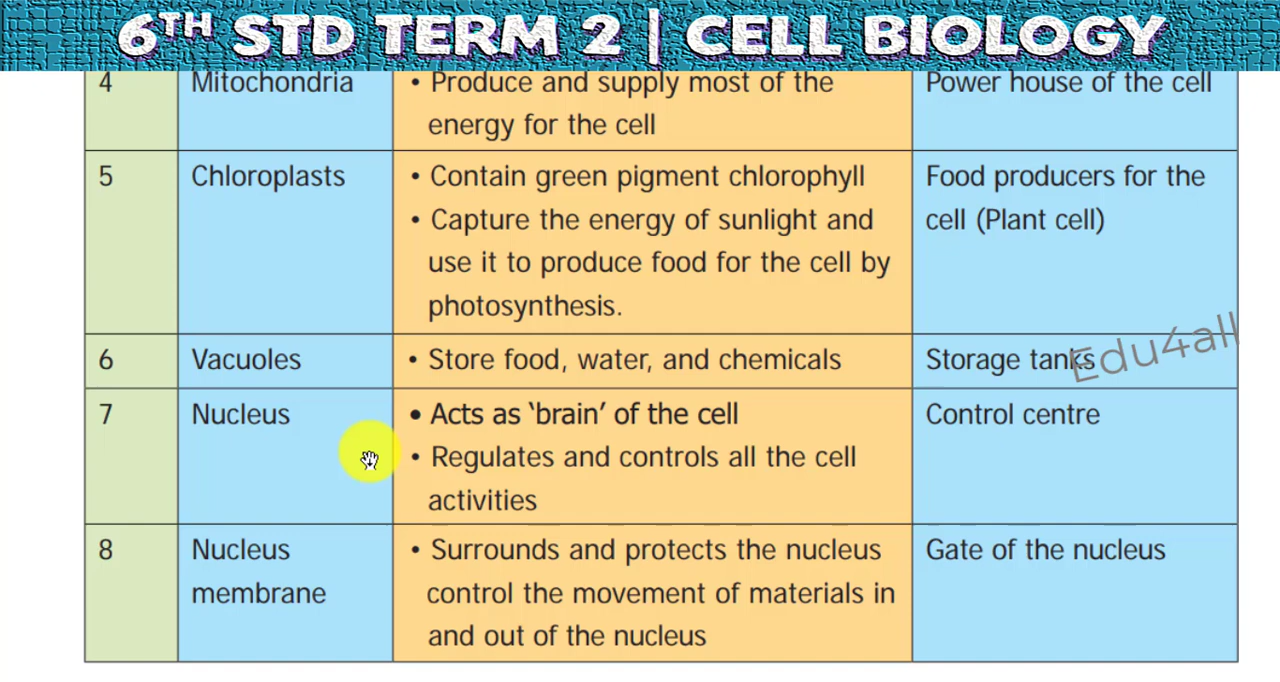 6TH STD TERM 2 | CELL BIOLOGY
4 Mitochondria • Produce and supply most of the Power house of the cell
energy for the cell
5 Chloroplasts • Contain green pigment chlorophyll Food producers for the
• Capture the energy of sunlight and cell (Plant cell)
use it to produce food for the cell by
photosynthesis.
6 Vacuoles • Store food, water, and chemicals Storage tanks
Edu4all
7 Nucleus • Acts as ‘brain’ of the cell Control centre
• Regulates and controls all the cell
activities
8 Nucleus • Surrounds and protects the nucleus Gate of the nucleus
membrane control the movement of materials in
and out of the nucleus